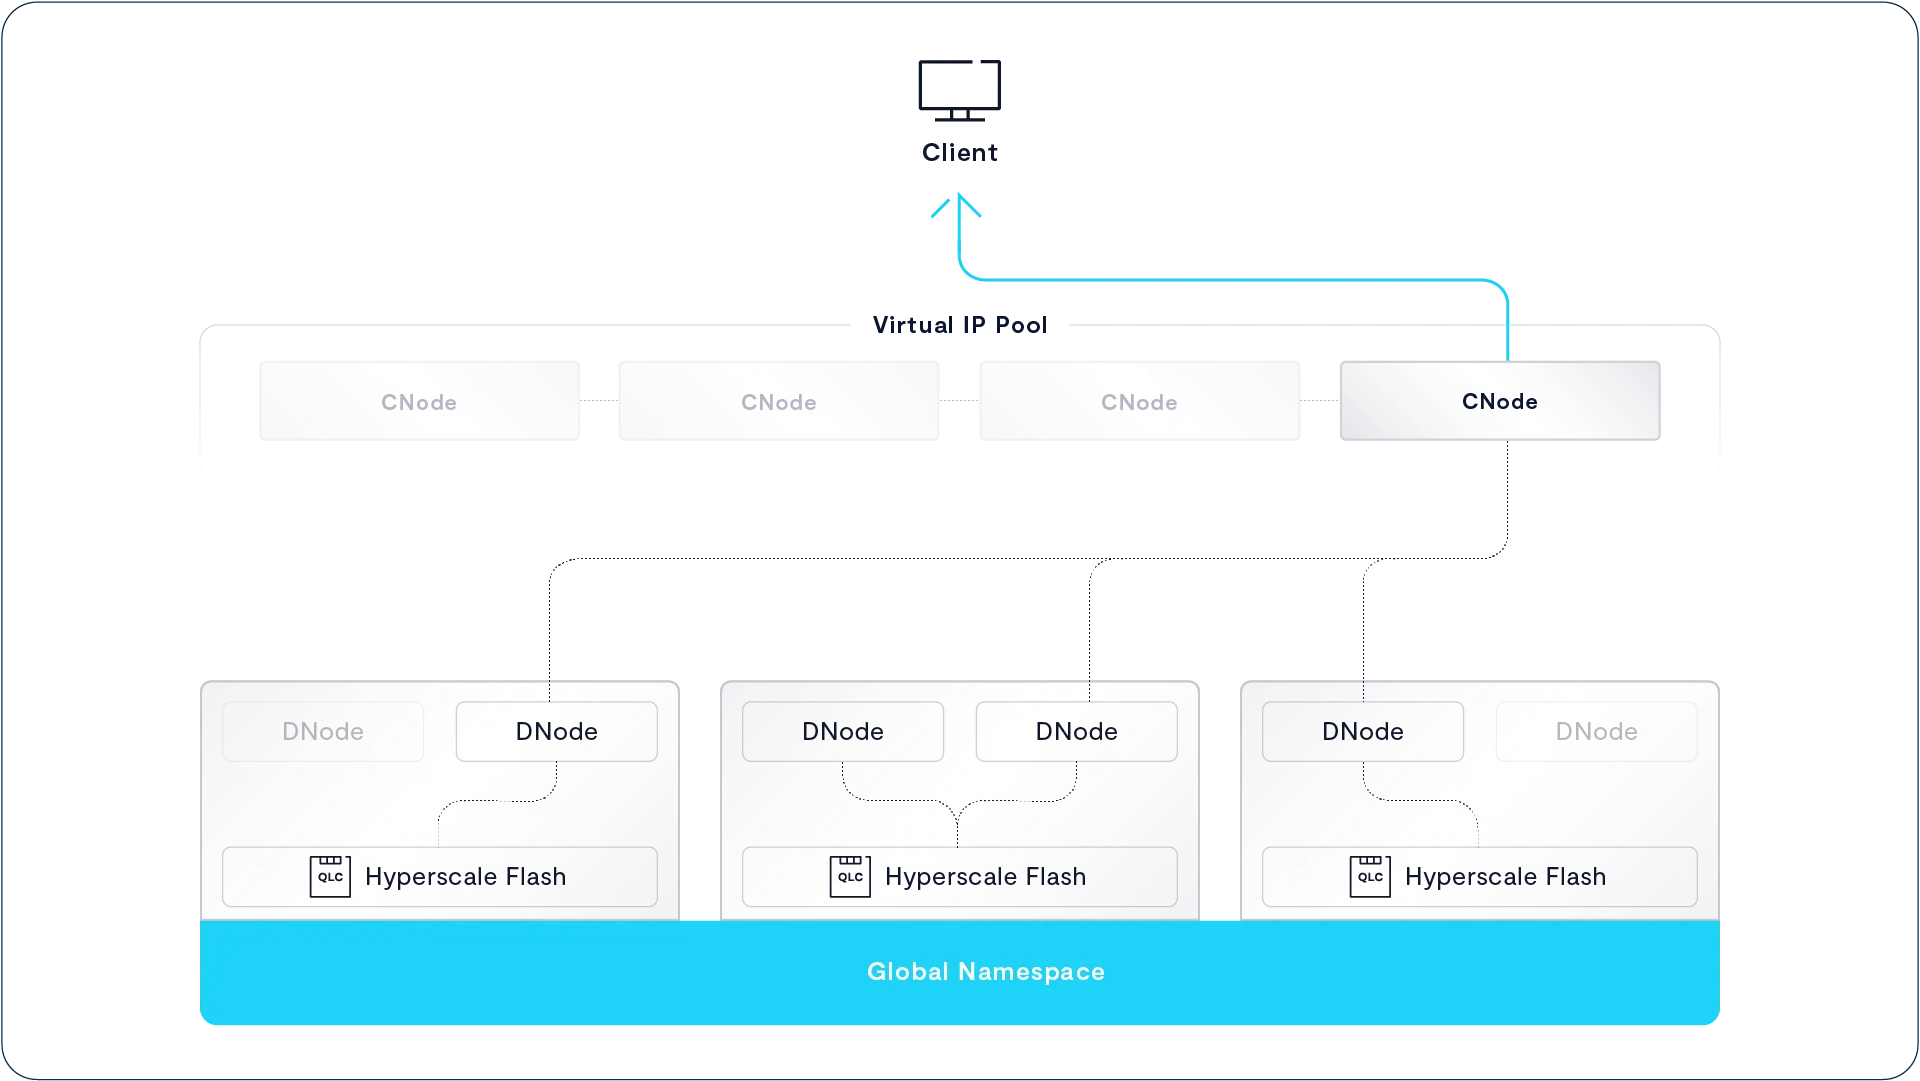 Client
Virtual IP Pool
CNode CNode CNode CNode
DNode DNode DNode DNode DNode DNode
QLC Hyperscale Flash QLC Hyperscale Flash QLC Hyperscale Flash
Global Namespace